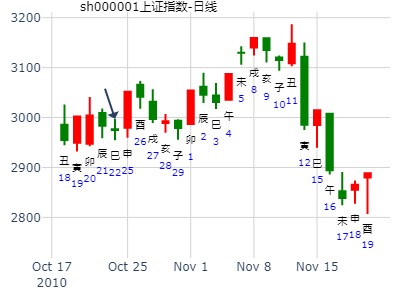 sh000001上证指数-日线
3200
3100
3000
2900
2800
丑 寅 卯 辰 巳 申 酉 戌 亥 子 卯 辰 巳 午 未 戌 亥 子 丑 寅 巳 午 未 申 酉
18 19 20 21 22 25 26 27 28 29 1 2 3 4 5 8 9 10 11 12 15 16 17 18 19
Oct 17 Oct 25 Nov 1 Nov 8 Nov 15
2010